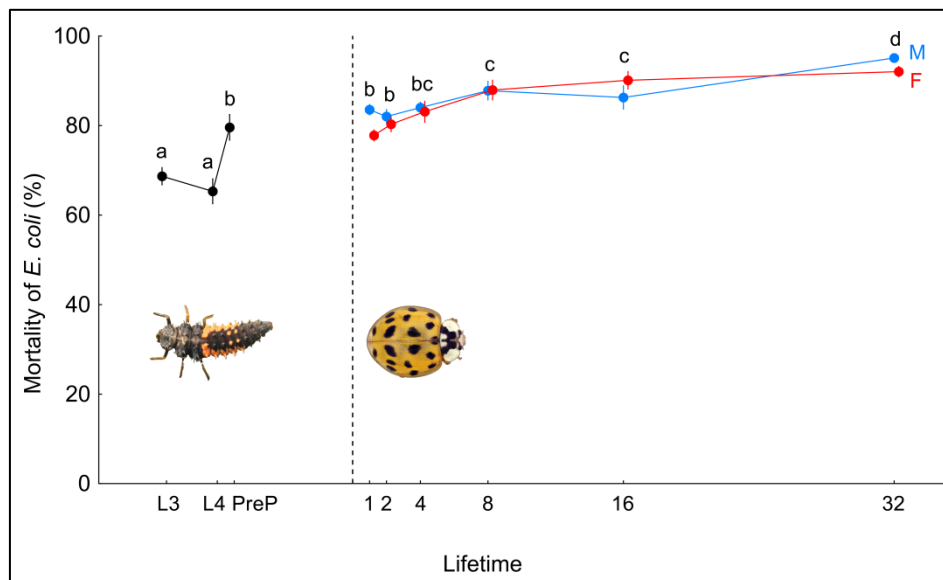 Mortality of E. coli (%)
100
80
60
40
20
0
a
a
b
b
b
bc
c
c
d
M
F
L3
L4 PreP
1 2 4 8 16 32
Lifetime